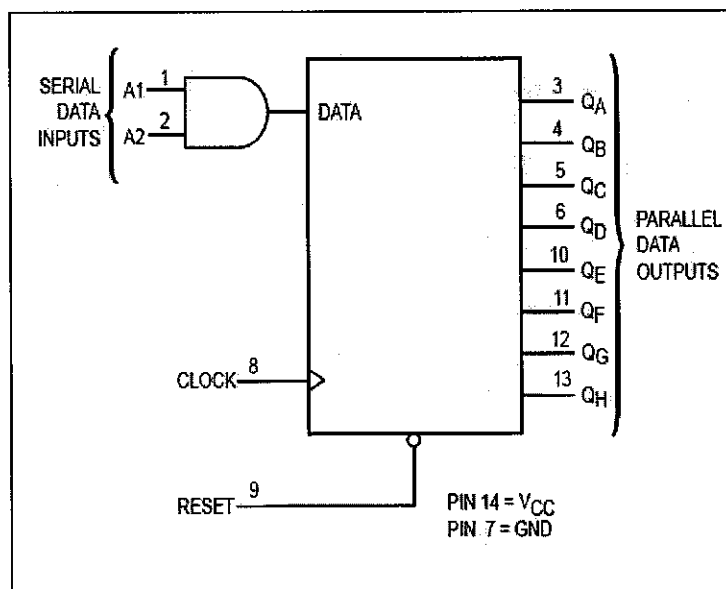 SERIAL
DATA
INPUTS
A1 1
A2 2
DATA
3 QA
4 QB
5 QC
6 QD
10 QE
11 QF
12 QG
13 QH
PARALLEL
DATA
OUTPUTS
CLOCK 8
RESET 9
PIN 14 = VCC
PIN 7 = GND